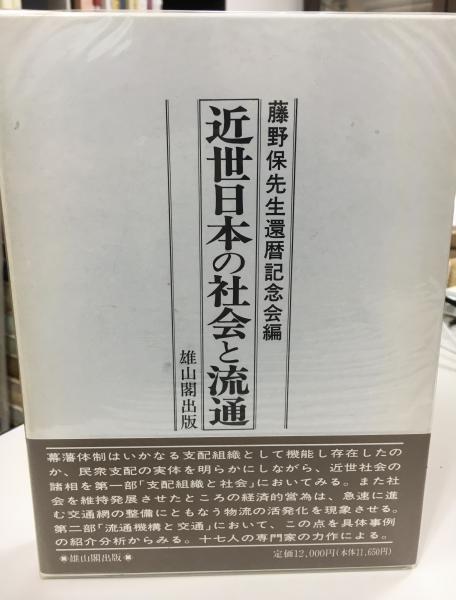 藤野保先生還暦記念会編
近世日本の社会と流通
雄山閣出版
幕藩体制はいかなる支配組織として機能し存在したの
か、民衆支配の実体を明らかにしながら、近世社会の
諸相を第一部「支配組織と社会」においてみる。また社
会を維持発展させたところの経済的営為は、急速に進
む交通網の整備にともなう物流の活発化を現象させる。
第二部「流通機構と交通」において、この点を具体事例
の紹介分析からみる。十七人の専門家の力作による。
雄山閣出版
定価12,000円(本体11,650円)